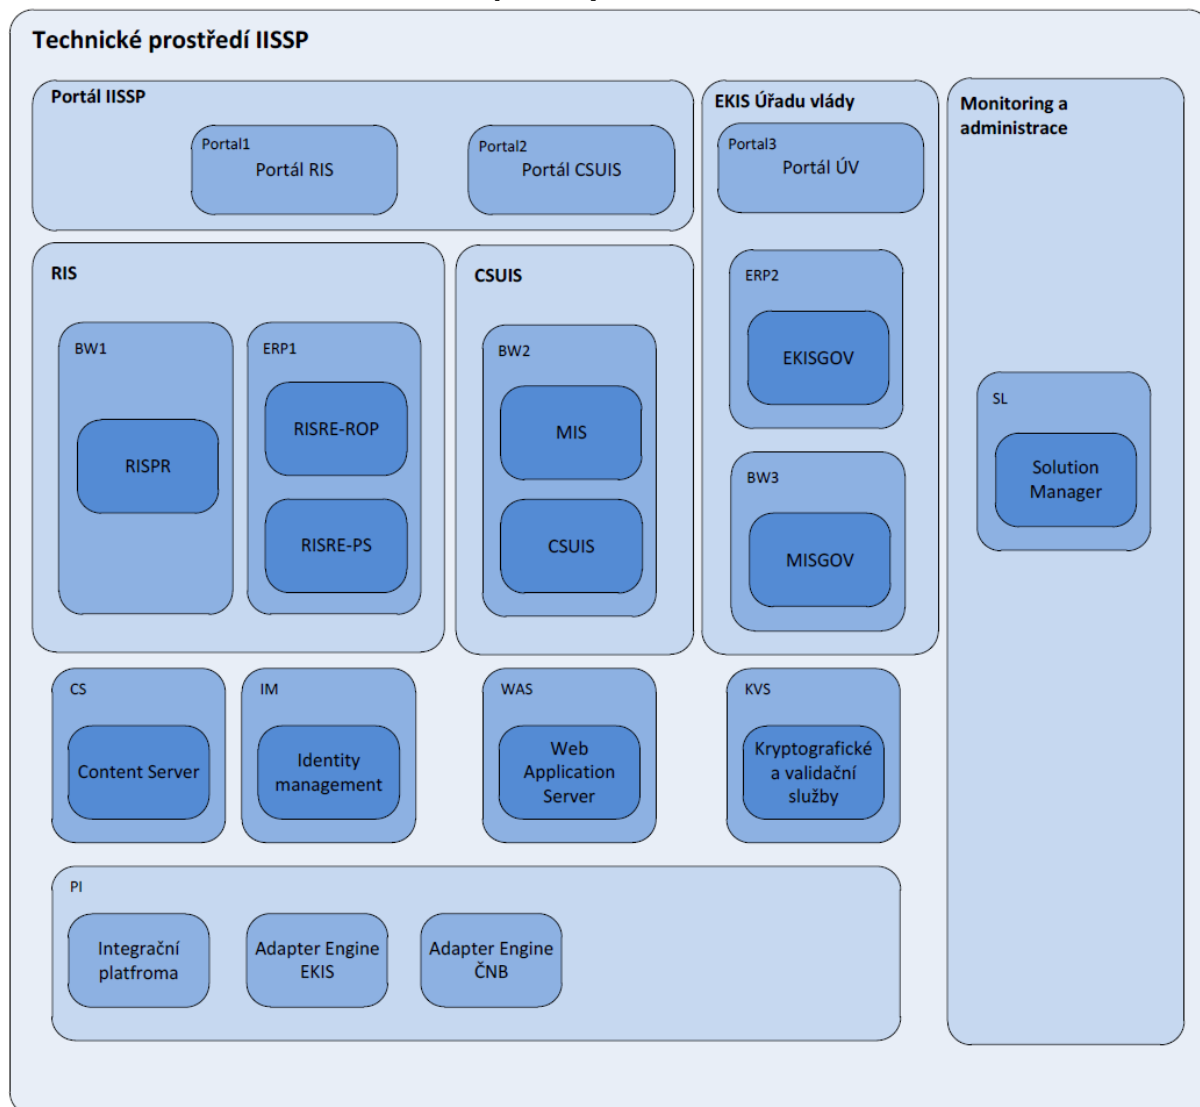 Technické prostředí IISSP
Portál IISSP
Portal1
Portál RIS
Portal2
Portál CSUIS
EKIS Úřadu vlády
Portal3
Portál ÚV
Monitoring a
administrace
RIS
BW1
RISPR
ERP1
RISRE-ROP
RISRE-PS
CSUIS
BW2
MIS
CSUIS
ERP2
EKISGOV
BW3
MISGOV
SL
Solution
Manager
CS
Content Server
IM
Identity
management
WAS
Web
Application
Server
KVS
Kryptografické
a validační
služby
PI
Integrační
platfroma
Adapter Engine
EKIS
Adapter Engine
ČNB